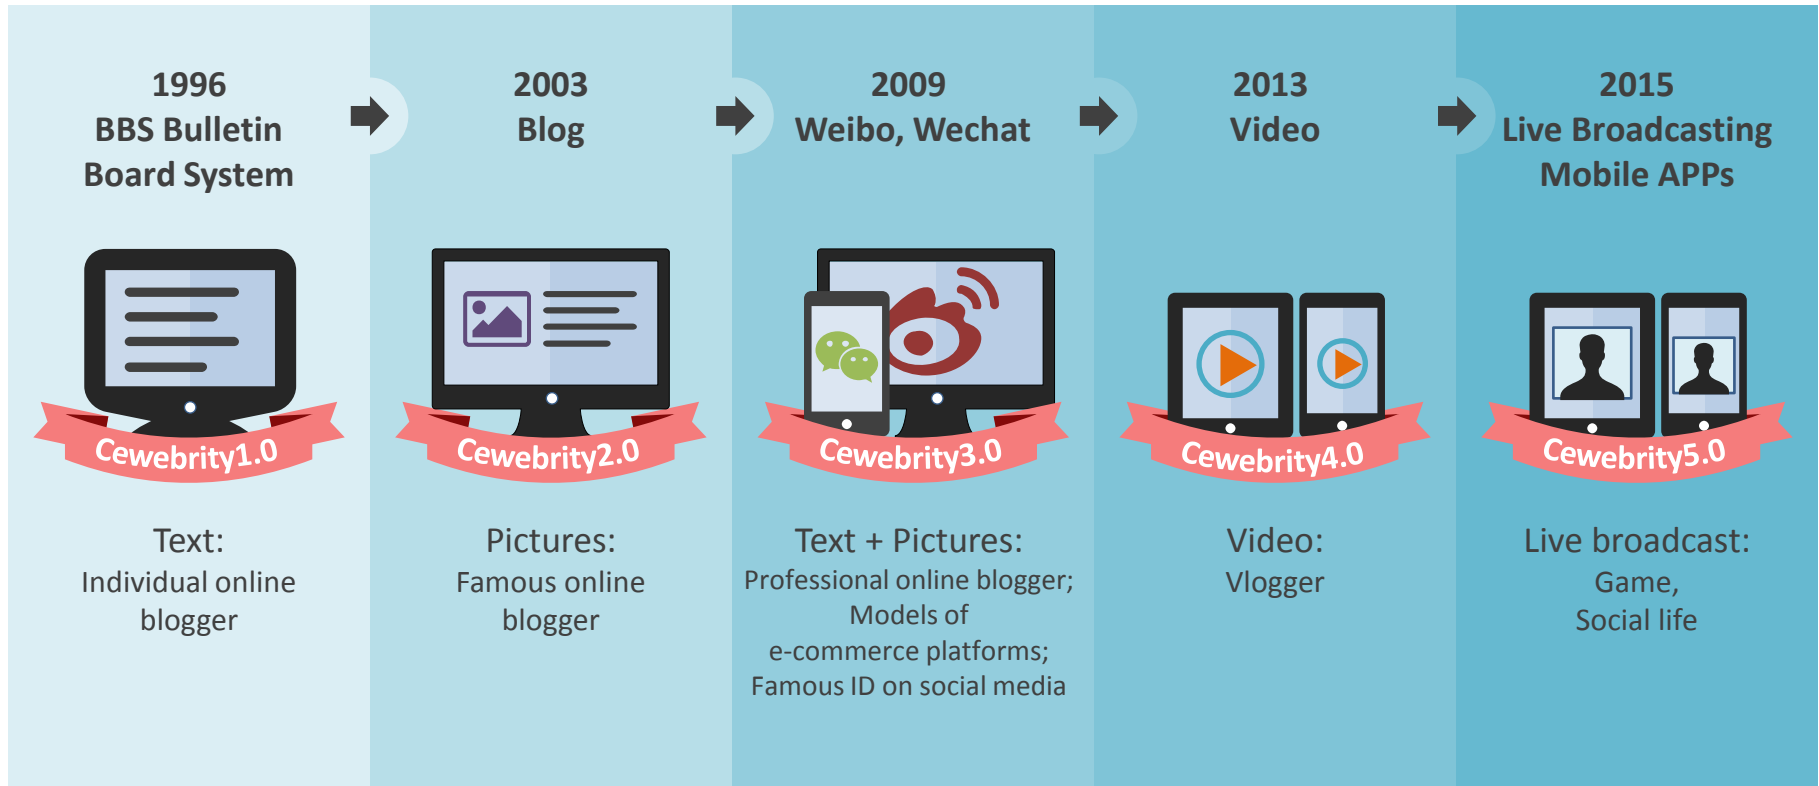 1996
BBS Bulletin
Board System
Cewebrity1.0
Text:
Individual online
blogger
2003
Blog
Cewebrity2.0
Pictures:
Famous online
blogger
2009
Weibo, Wechat
Cewebrity3.0
Text + Pictures:
Professional online blogger;
Models of
e-commerce platforms;
Famous ID on social media
2013
Video
Cewebrity4.0
Video:
Vlogger
2015
Live Broadcasting
Mobile APPs
Cewebrity5.0
Live broadcast:
Game,
Social life